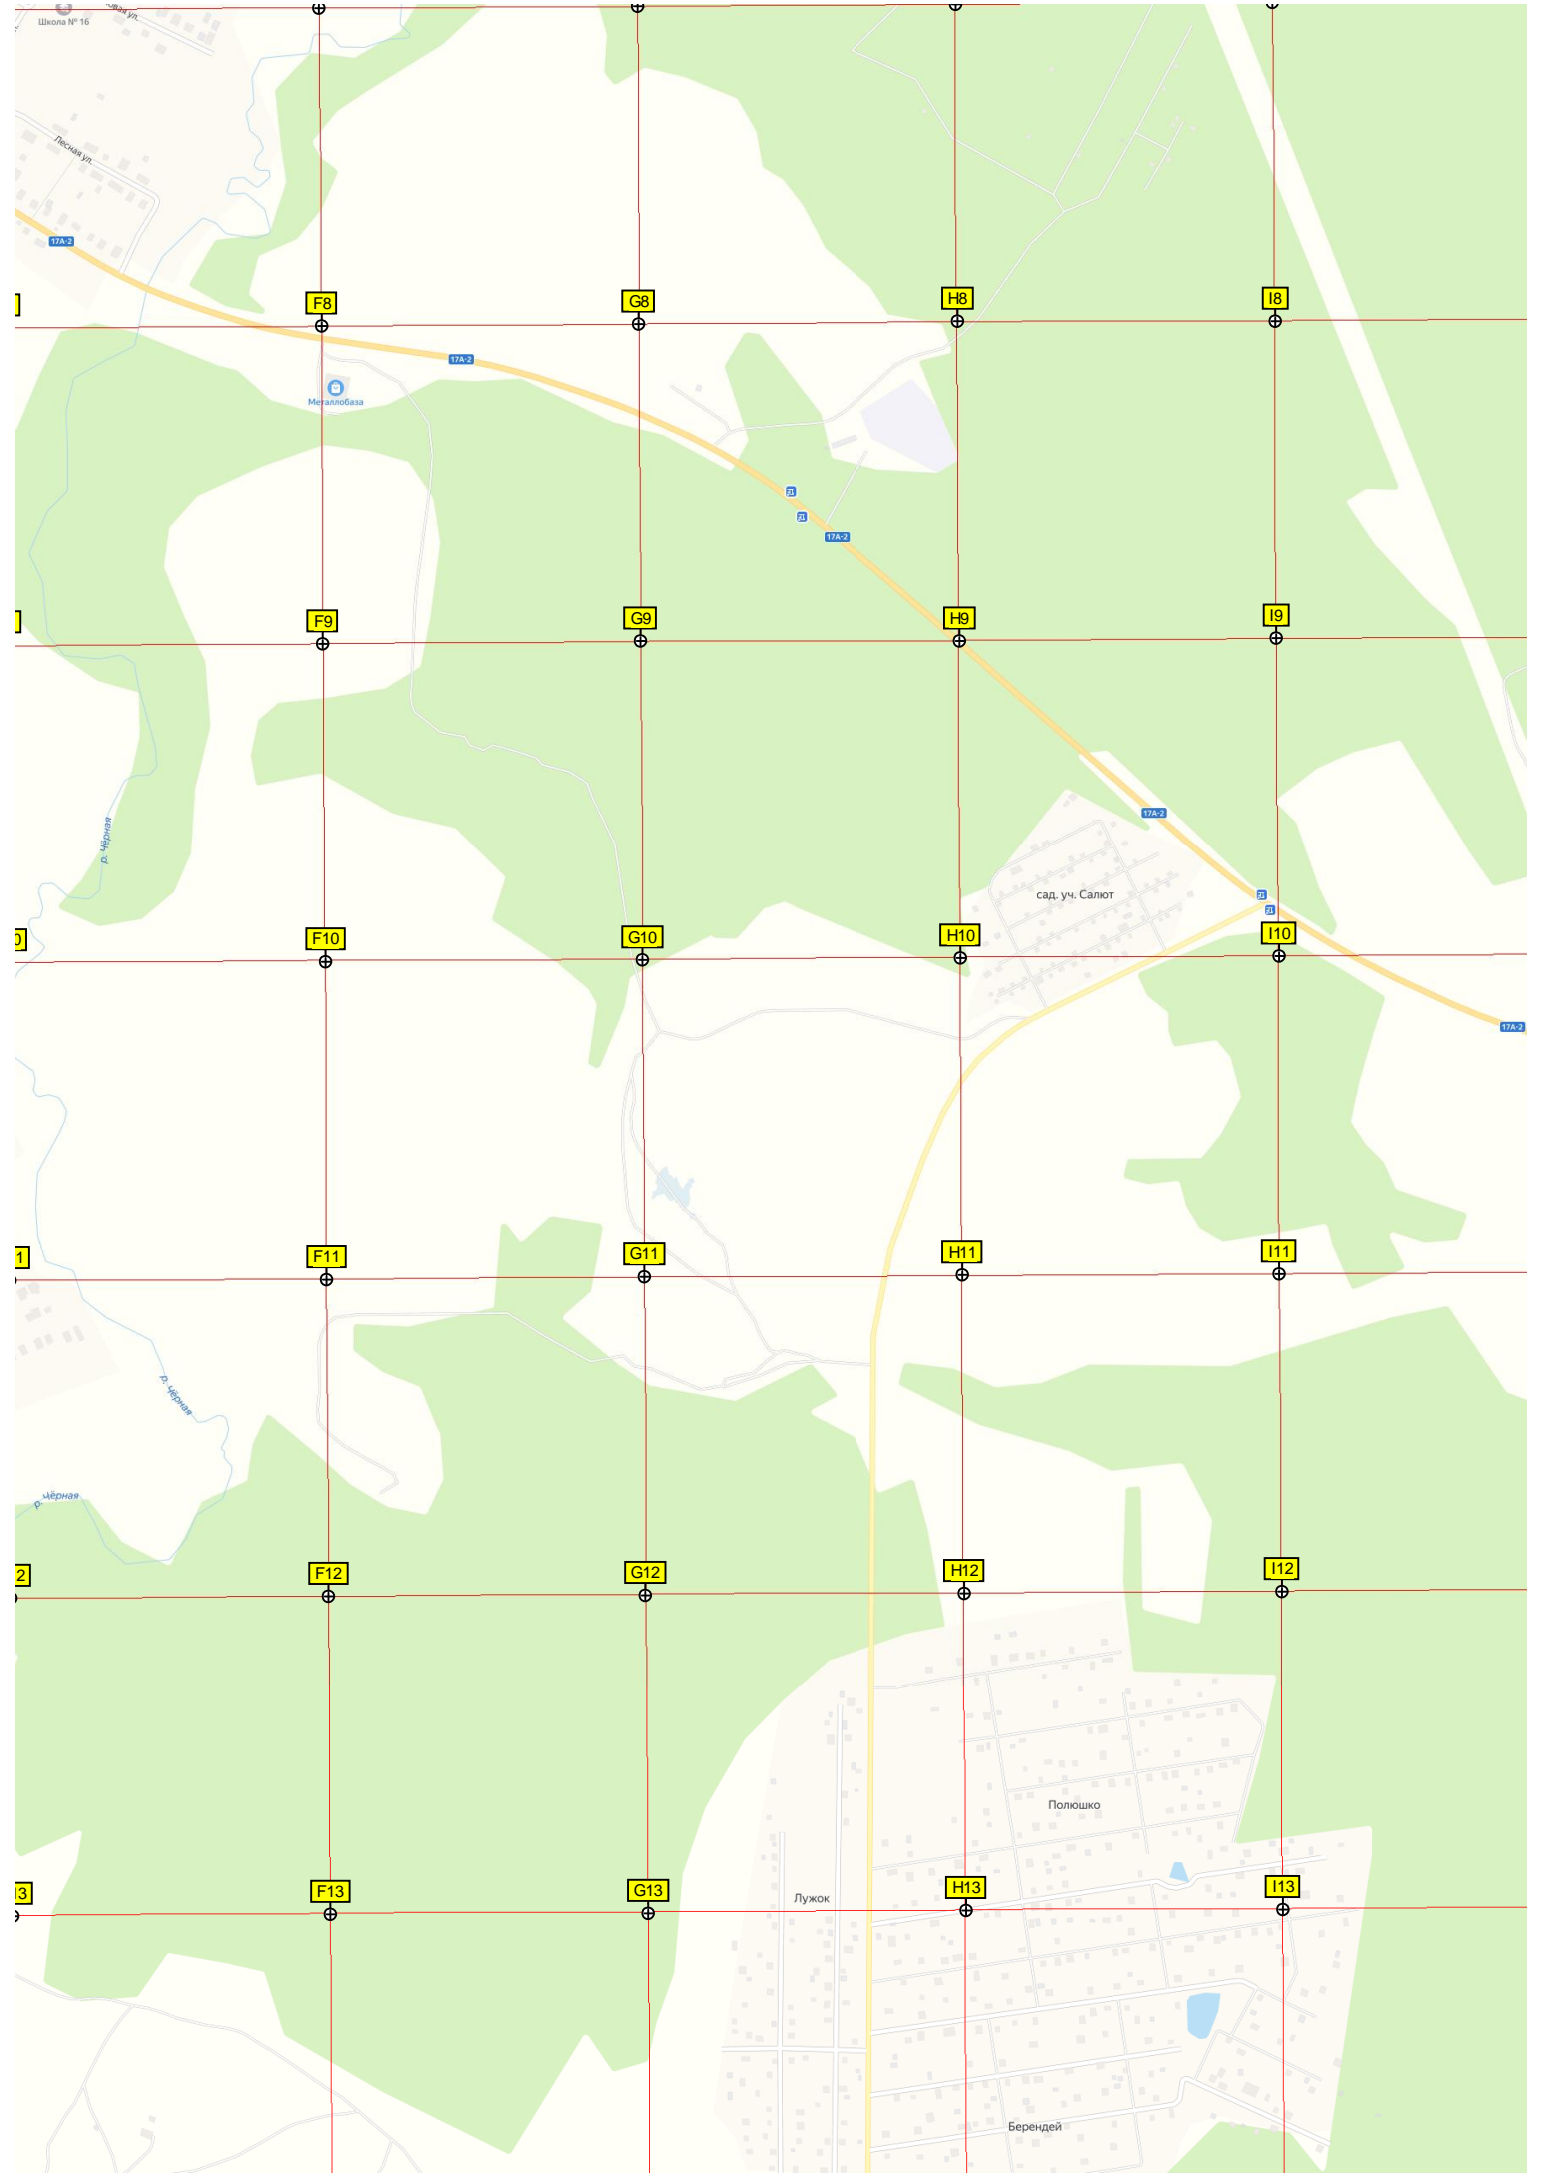 Школа № 16
Лесная ул.
17А-2
F8
G8
H8
I8
17А-2
Металлобаза
17А-2
F9
G9
H9
I9
17А-2
р. Чёрная
сад. уч. Салют
F10
G10
H10
I10
17А-2
F11
G11
H11
I11
р. Чёрная
р. Чёрная
F12
G12
H12
I12
Полюшко
Лужок
13
F13
G13
H13
I13
Берендей